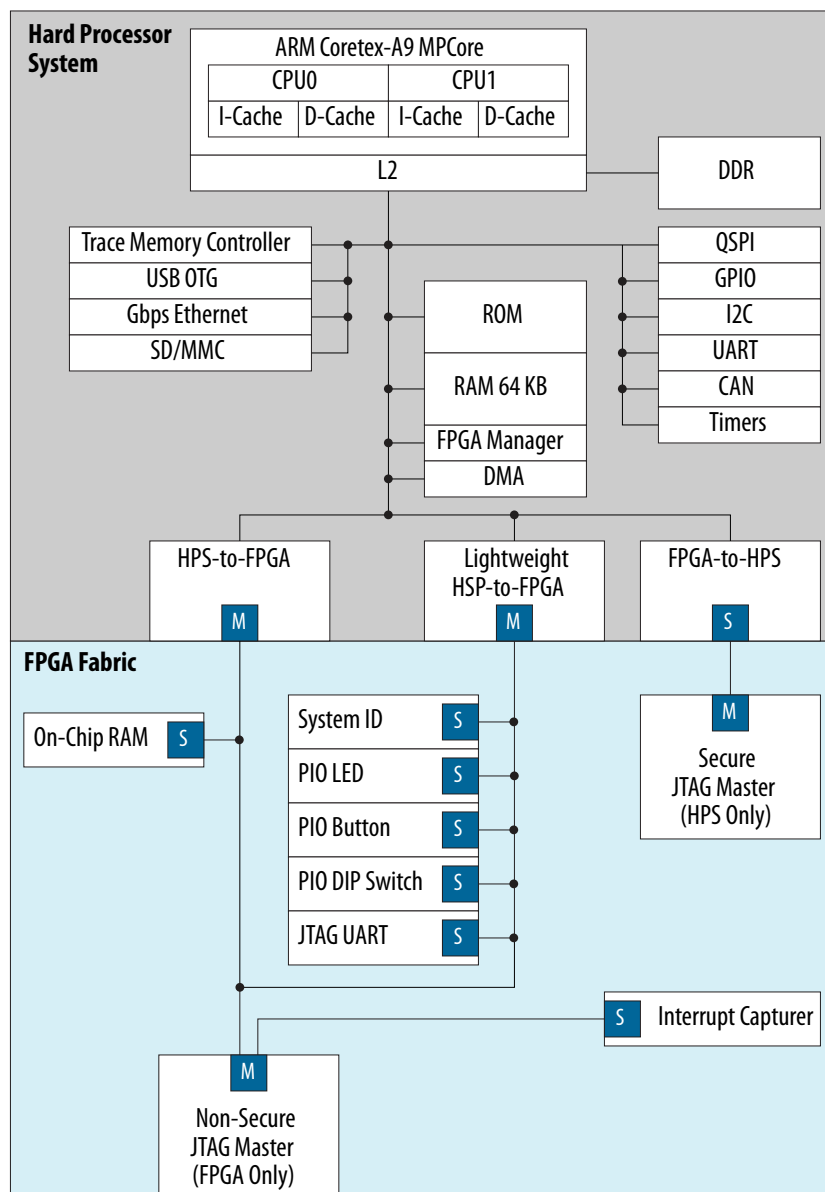 Hard Processor
System
ARM Coretex-A9 MPCore
CPU0
CPU1
I-Cache
D-Cache
I-Cache
D-Cache
L2
DDR
Trace Memory Controller
USB OTG
Gbps Ethernet
SD/MMC
ROM
RAM 64 KB
FPGA Manager
DMA
QSPI
GPIO
I2C
UART
CAN
Timers
HPS-to-FPGA
M
Lightweight
HSP-to-FPGA
M
FPGA-to-HPS
S
FPGA Fabric
On-Chip RAM
S
System ID
S
PIO LED
S
PIO Button
S
PIO DIP Switch
S
JTAG UART
S
M
Secure
JTAG Master
(HPS Only)
S
Interrupt Capturer
M
Non-Secure
JTAG Master
(FPGA Only)